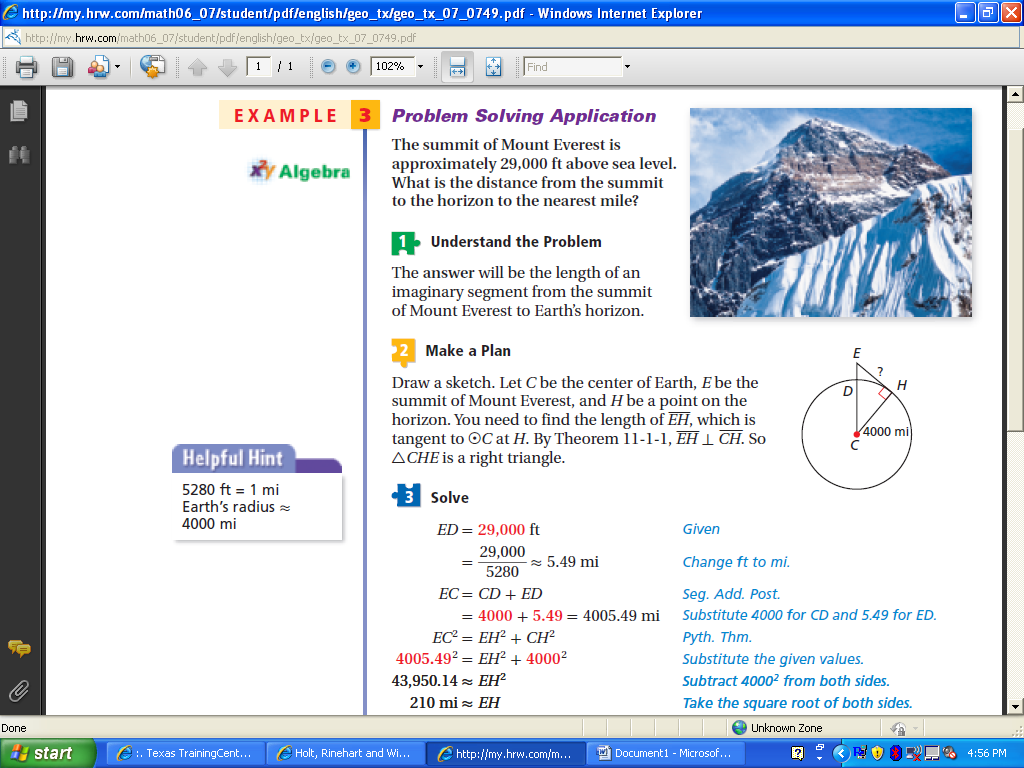 http://my.hrw.com/math06_07/student/pdf/english/geo_tx/geo_tx_07_0749.pdf - Windows Internet Explorer
http://my.hrw.com/math06_07/student/pdf/english/geo_tx/geo_tx_07_0749.pdf
1 / 1 102% Find
EXAMPLE 3 Problem Solving Application
x²y Algebra
The summit of Mount Everest is
approximately 29,000 ft above sea level.
What is the distance from the summit
to the horizon to the nearest mile?
1 Understand the Problem
The answer will be the length of an
imaginary segment from the summit
of Mount Everest to Earth's horizon.
2 Make a Plan
Draw a sketch. Let C be the center of Earth, E be the
summit of Mount Everest, and H be a point on the
horizon. You need to find the length of E̅H̅, which is
tangent to ⊙C at H. By Theorem 11-1-1, E̅H̅ ⊥ C̅H̅. So
△CHE is a right triangle.
E
?
D
H
4000 mi
C
Helpful Hint
5280 ft = 1 mi
Earth's radius ≈
4000 mi
3 Solve
ED = 29,000 ft Given
= 29,000/5280 ≈ 5.49 mi Change ft to mi.
EC = CD + ED Seg. Add. Post.
= 4000 + 5.49 = 4005.49 mi Substitute 4000 for CD and 5.49 for ED.
EC² = EH² + CH² Pyth. Thm.
4005.49² = EH² + 4000² Substitute the given values.
43,950.14 ≈ EH² Subtract 4000² from both sides.
210 mi ≈ EH Take the square root of both sides.
Done Unknown Zone
start :. Texas TrainingCent... Holt, Rinehart and Wi... http://my.hrw.com/m... Document1 - Microsof... 4:56 PM